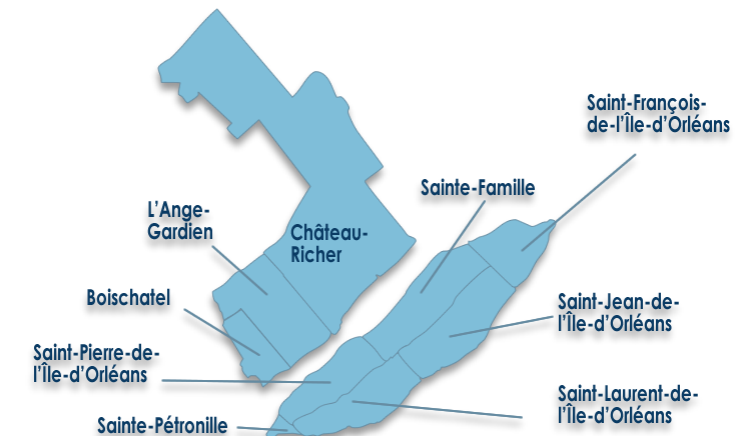 Saint-François-
de-l'Île-d'Orléans
Sainte-Famille
L'Ange-
Gardien
Château-
Richer
Boischatel
Saint-Jean-de-
l'Île-d'Orléans
Saint-Pierre-de-
l'Île-d'Orléans
Saint-Laurent-de-
l'Île-d'Orléans
Sainte-Pétronille